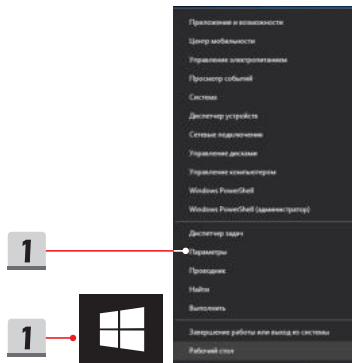 Приложения и возможности
Центр мобильности
Управление электропитанием
Просмотр событий
Система
Диспетчер устройств
Сетевые подключения
Управление дисками
Управление компьютером
Windows PowerShell
Windows PowerShell (администратор)
Диспетчер задач
1
Параметры
Проводник
Найти
Выполнить
1
Завершение работы или выход из системы
Рабочий стол